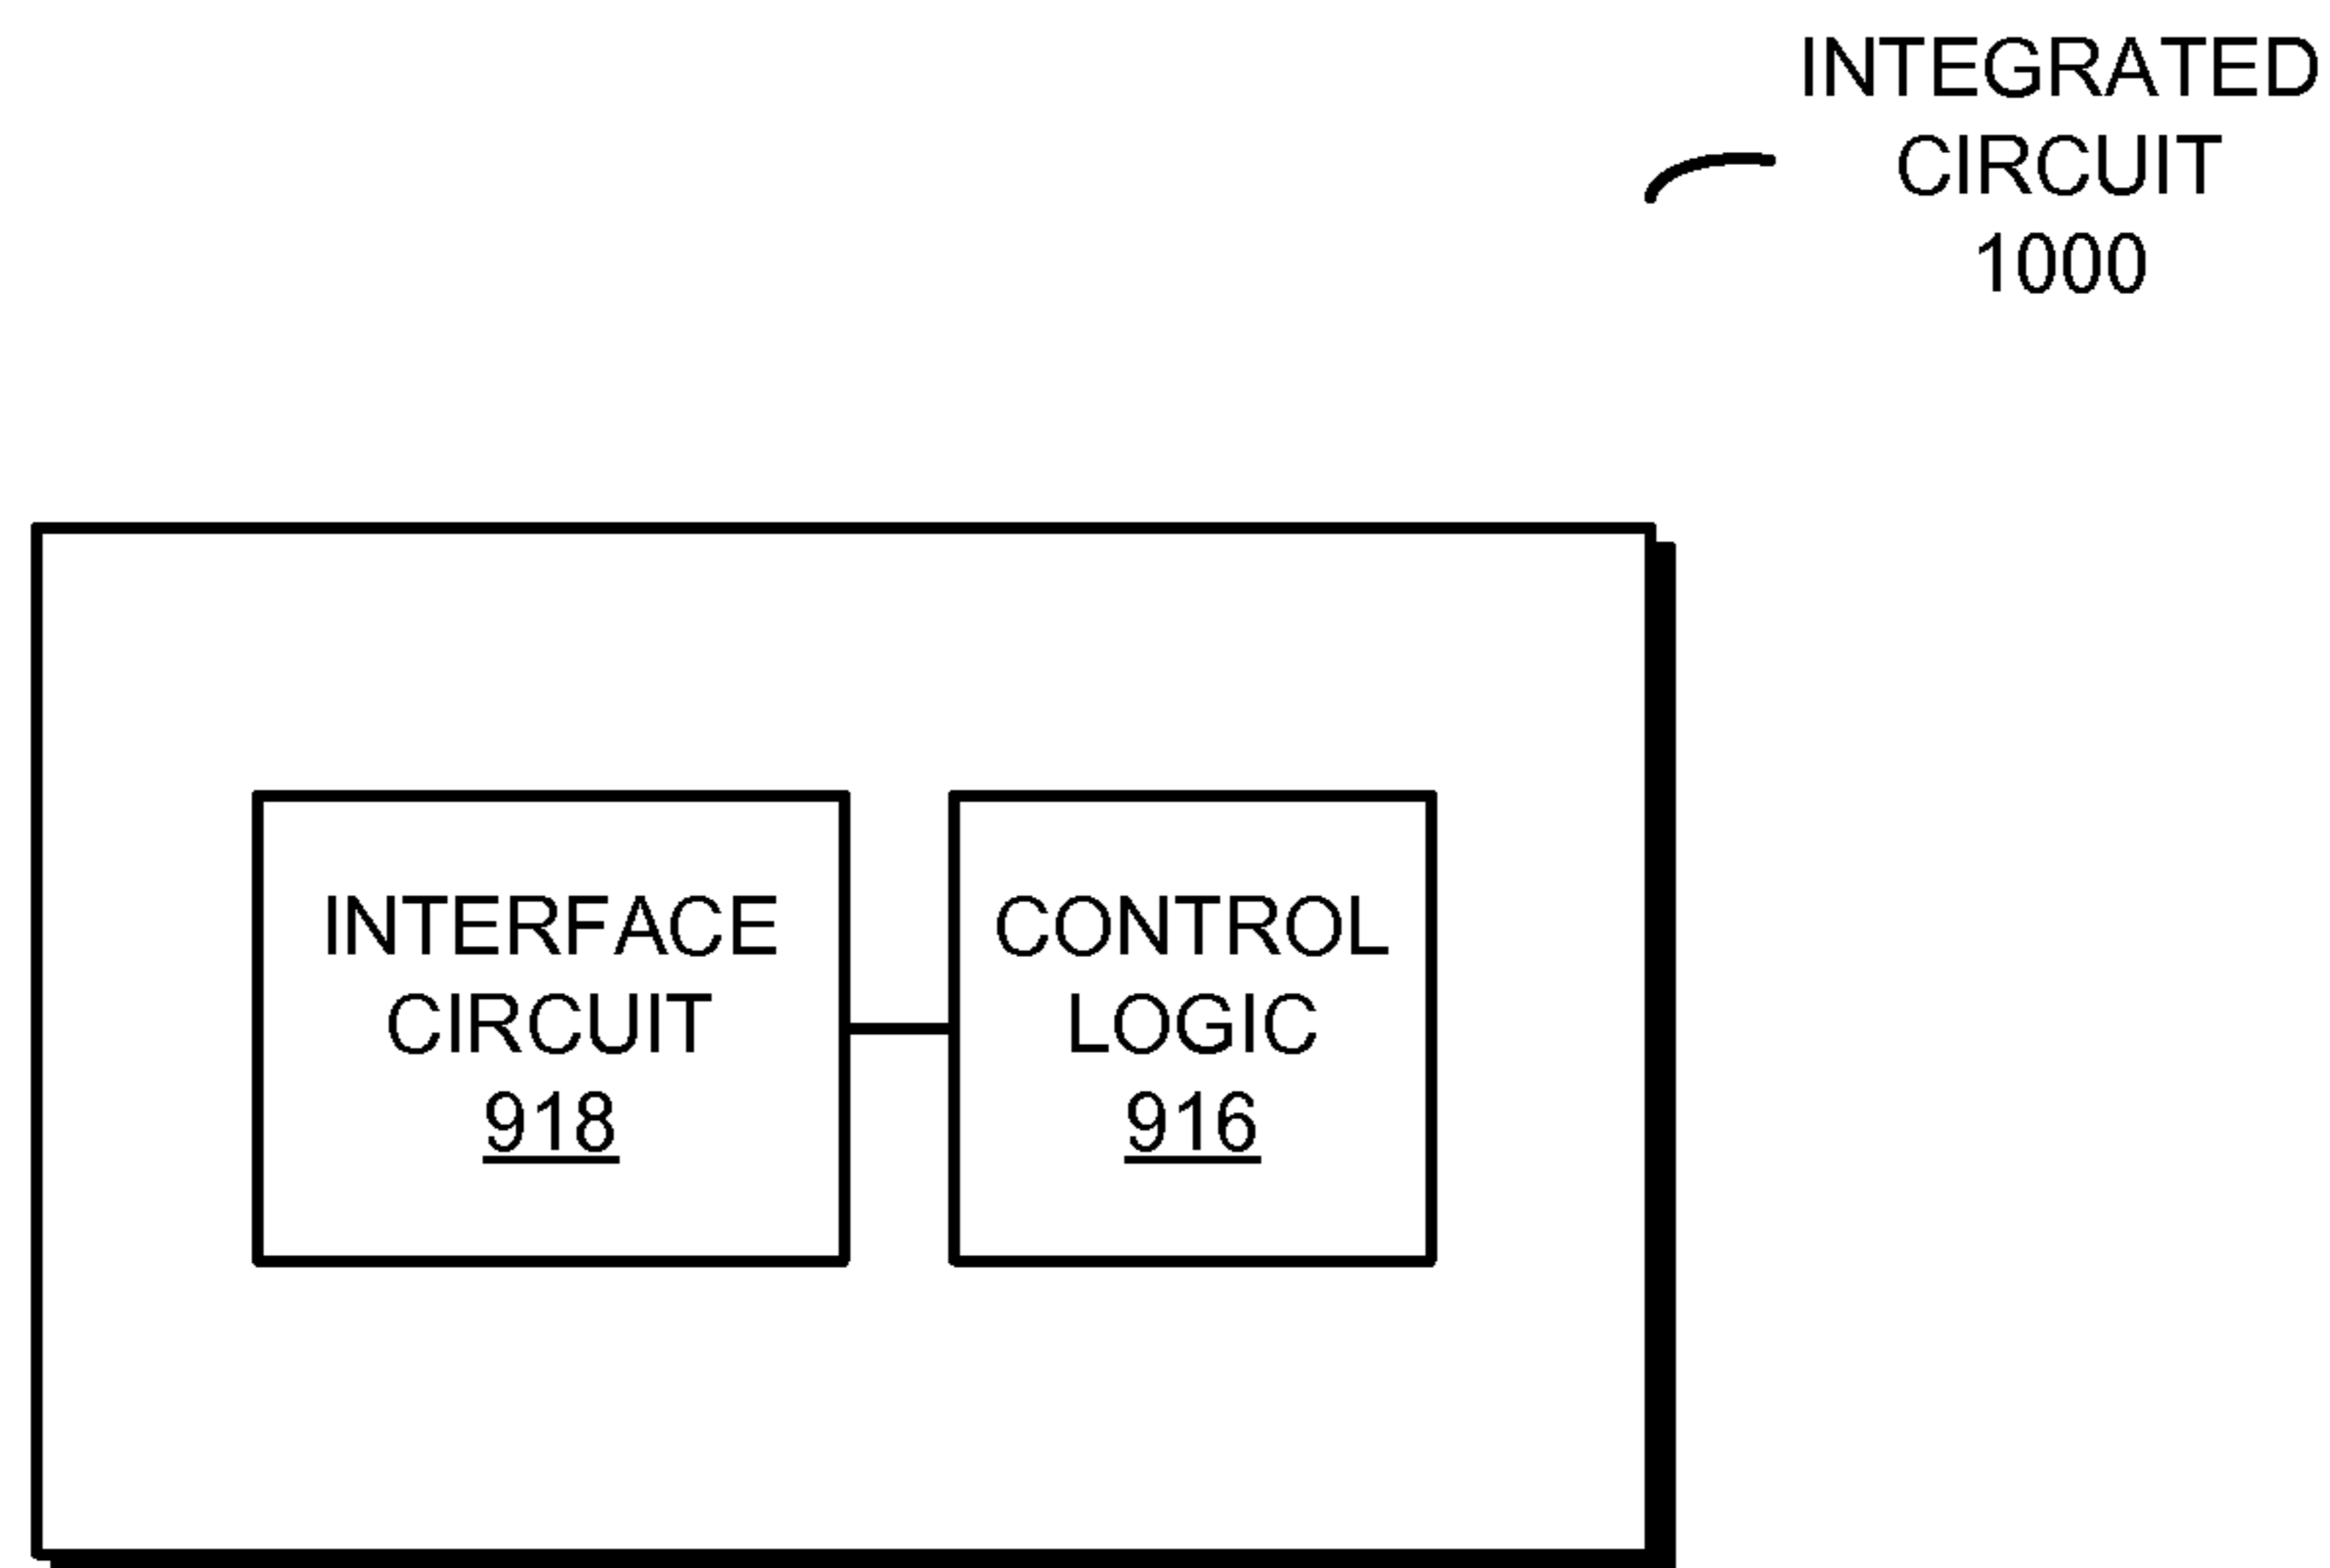 INTEGRATED
CIRCUIT
1000
INTERFACE
CIRCUIT
918
CONTROL
LOGIC
916